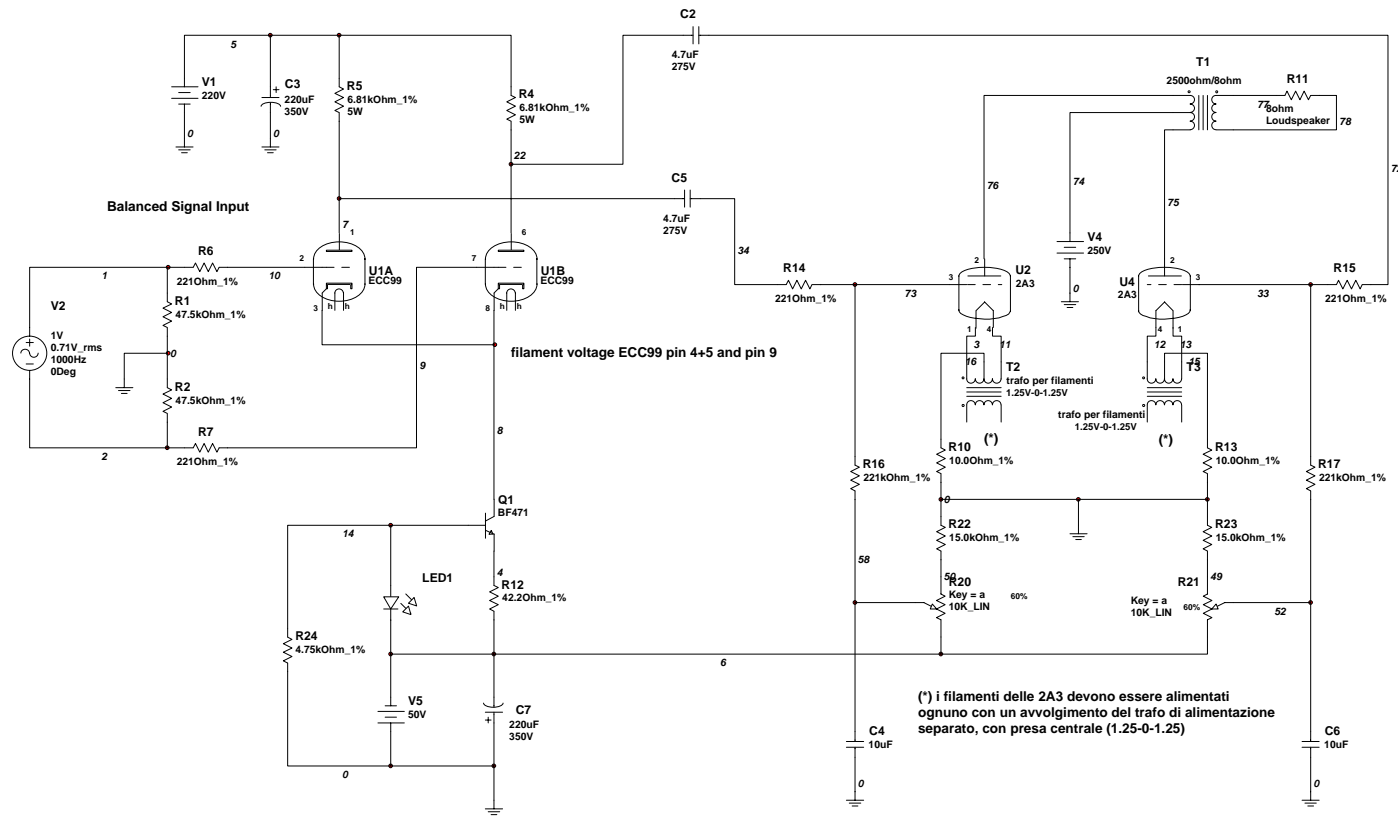 C2
4.7uF
275V
5
V1
220V
0
C3
+
220uF
350V
0
R5
6.81kOhm_1%
5W
R4
6.81kOhm_1%
5W
22
T1
2500ohm/8ohm
R11
77
8ohm
Loudspeaker
78
C5
4.7uF
275V
34
76
74
75
V4
250V
0
Balanced Signal Input
7
1
6
1
R6
221Ohm_1%
10
2
U1A
ECC99
3
h
h
7
U1B
ECC99
8
h
h
V2
1V
0.71V_rms
1000Hz
0Deg
R1
47.5kOhm_1%
0
R2
47.5kOhm_1%
9
2
R7
221Ohm_1%
filament voltage ECC99 pin 4+5 and pin 9
8
R14
221Ohm_1%
73
2
3
U2
2A3
1
4
3
11
16
T2
trafo per filamenti
1.25V-0-1.25V
(*)
2
3
U4
2A3
4
1
12
13
15
T3
trafo per filamenti
1.25V-0-1.25V
(*)
33
R15
221Ohm_1%
R10
10.0Ohm_1%
R13
10.0Ohm_1%
R16
221kOhm_1%
R17
221kOhm_1%
0
R22
15.0kOhm_1%
R23
15.0kOhm_1%
Q1
BF471
14
LED1
4
R12
42.2Ohm_1%
58
50
R20
Key = a
10K_LIN
60%
49
R21
Key = a
10K_LIN
60%
52
R24
4.75kOhm_1%
6
V5
50V
C7
+
220uF
350V
0
(*) i filamenti delle 2A3 devono essere alimentati
ognuno con un avvolgimento del trafo di alimentazione
separato, con presa centrale (1.25-0-1.25)
C4
10uF
0
C6
10uF
0